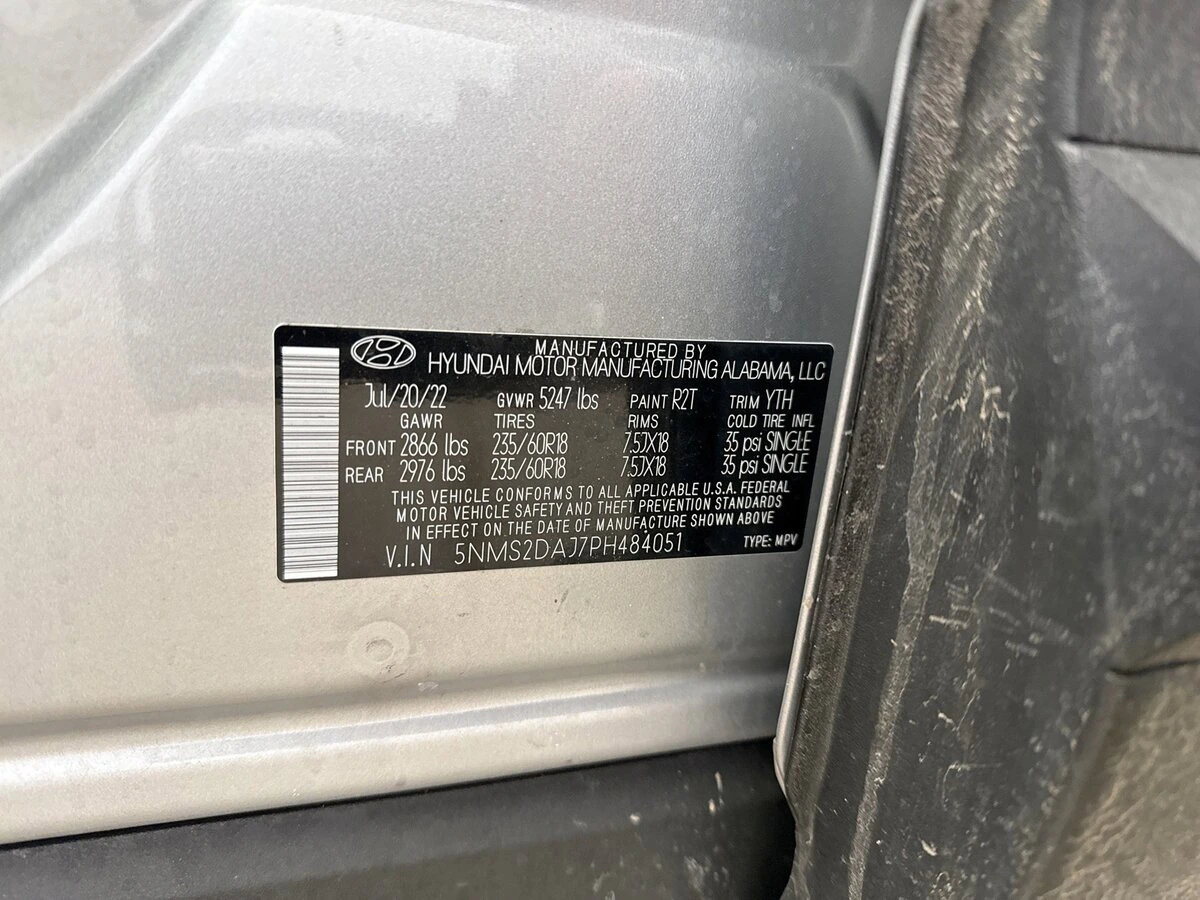 MANUFACTURED BY
HYUNDAI MOTOR MANUFACTURING ALABAMA, LLC
Jul/20/22 GVWR 5247 lbs PAINT R2T TRIM YTH
GAWR TIRES RIMS COLD TIRE INFL
FRONT 2866 lbs 235/60R18 7.5JX18 35 psi SINGLE
REAR 2976 lbs 235/60R18 7.5JX18 35 psi SINGLE
THIS VEHICLE CONFORMS TO ALL APPLICABLE U.S.A. FEDERAL
MOTOR VEHICLE SAFETY AND THEFT PREVENTION STANDARDS
IN EFFECT ON THE DATE OF MANUFACTURE SHOWN ABOVE
V.I.N 5NMS2DAJ7PH484051 TYPE: MPV